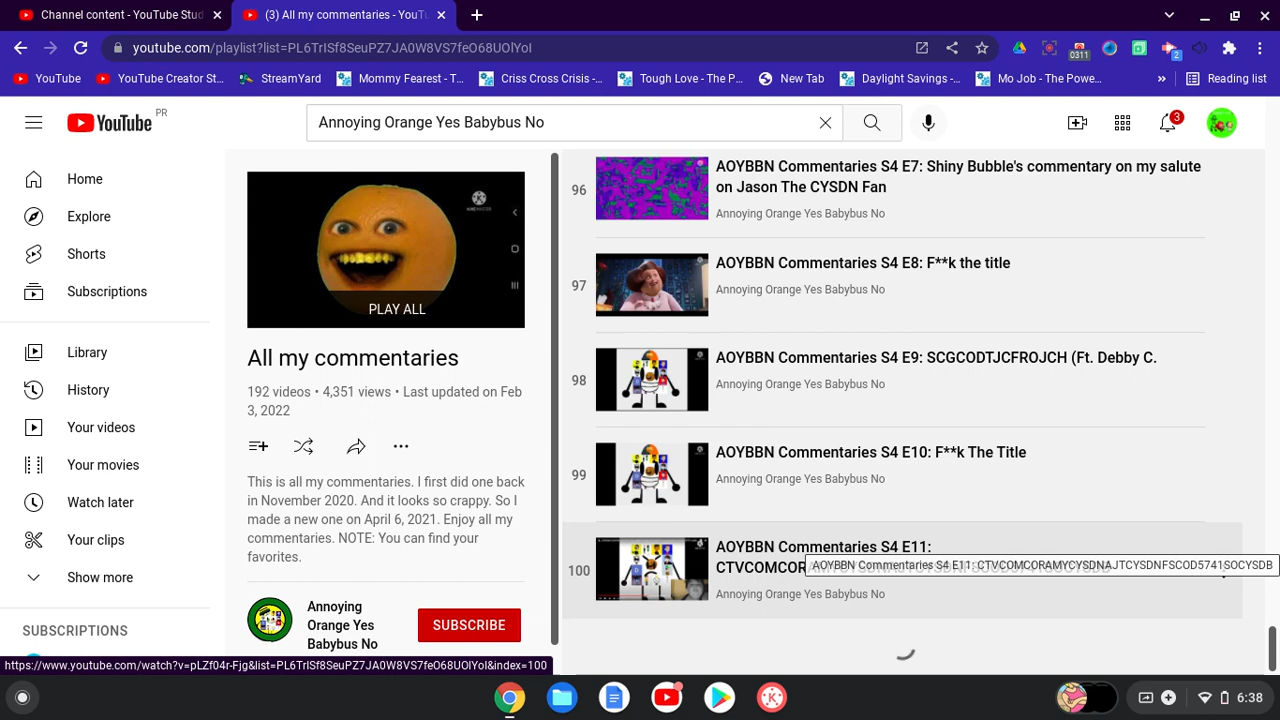 Channel content - YouTube Stud
(3) All my commentaries - YouTu
youtube.com/playlist?list=PL6TrISf8SeuPZ7JA0W8VS7feO68UOlYoI
0311
2
YouTube
YouTube Creator St...
StreamYard
Mommy Fearest - T...
Criss Cross Crisis -...
Tough Love - The P...
New Tab
Daylight Savings -...
Mo Job - The Powe...
»
Reading list
YouTube PR
Annoying Orange Yes Babybus No
3
Home
Explore
Shorts
Subscriptions
Library
History
Your videos
Your movies
Watch later
Your clips
Show more
SUBSCRIPTIONS
PLAY ALL
All my commentaries
192 videos • 4,351 views • Last updated on Feb
3, 2022
This is all my commentaries. I first did one back
in November 2020. And it looks so crappy. So I
made a new one on April 6, 2021. Enjoy all my
commentaries. NOTE: You can find your
favorites.
Annoying
Orange Yes
Babybus No
SUBSCRIBE
96
AOYBBN Commentaries S4 E7: Shiny Bubble's commentary on my salute
on Jason The CYSDN Fan
Annoying Orange Yes Babybus No
97
AOYBBN Commentaries S4 E8: F**k the title
Annoying Orange Yes Babybus No
98
AOYBBN Commentaries S4 E9: SCGCODTJCFROJCH (Ft. Debby C.
Annoying Orange Yes Babybus No
99
AOYBBN Commentaries S4 E10: F**k The Title
Annoying Orange Yes Babybus No
100
AOYBBN Commentaries S4 E11:
CTVCOMCOR
AOYBBN Commentaries S4 E11: CTVCOMCORAMYCYSDNAJTCYSDNFSCOD5741SOCYSDB
Annoying Orange Yes Babybus No
https://www.youtube.com/watch?v=pLZf04r-Fjg&list=PL6TrISf8SeuPZ7JA0W8VS7feO68UOlYoI&index=100
6:38